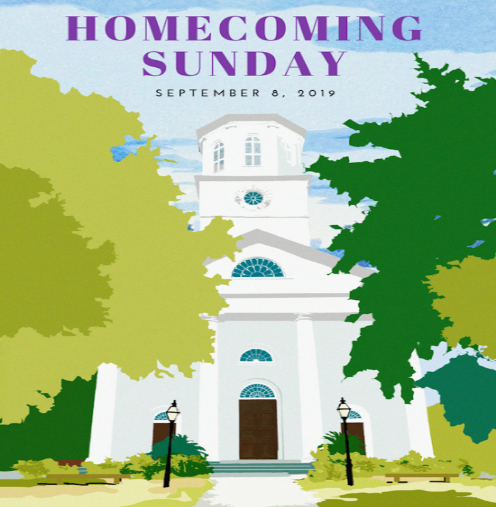 HOMECOMING
SUNDAY
SEPTEMBER 8, 2019